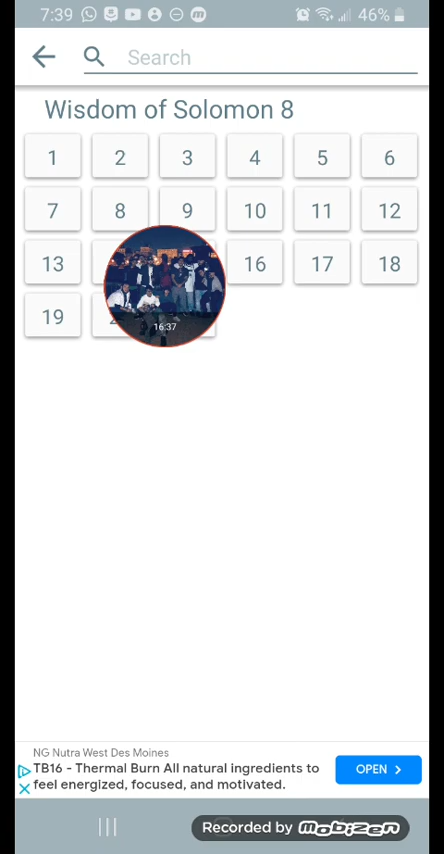 7:39 46%
Search
Wisdom of Solomon 8
1 2 3 4 5 6
7 8 9 10 11 12
13 16 17 18
19
16:37
NG Nutra West Des Moines
TB16 - Thermal Burn All natural ingredients to
feel energized, focused, and motivated.
OPEN
Recorded by mobizen